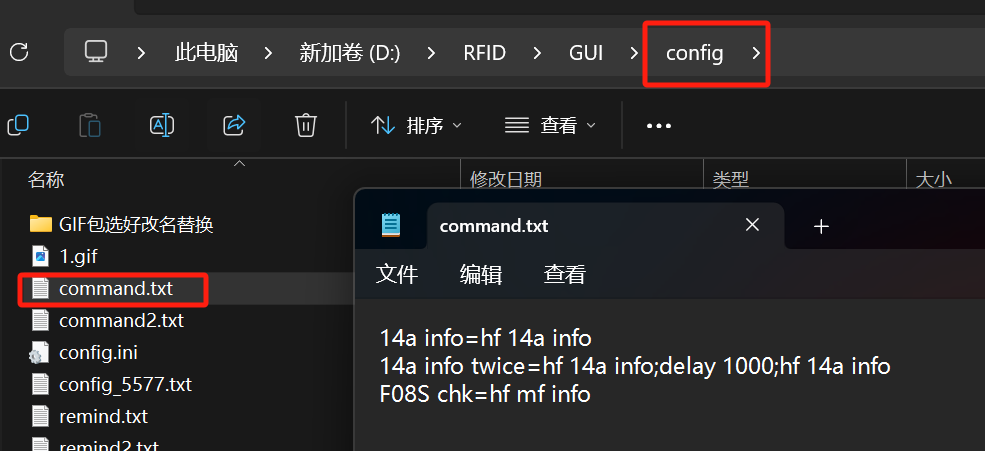 此电脑 新加卷 (D:) RFID GUI config
排序 查看
名称 修改日期 类型 大小
GIF包选好改名替换
1.gif
command.txt
command2.txt
config.ini
config_5577.txt
remind.txt
remind2.txt
command.txt
文件 编辑 查看
14a info=hf 14a info
14a info twice=hf 14a info;delay 1000;hf 14a info
F08S chk=hf mf info